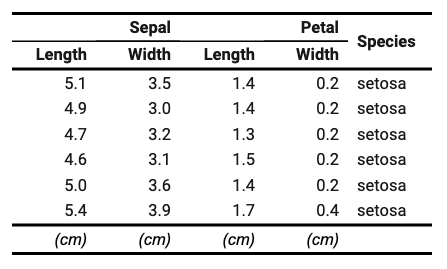 Sepal Petal Species
Length Width Length Width
5.1 3.5 1.4 0.2 setosa
4.9 3.0 1.4 0.2 setosa
4.7 3.2 1.3 0.2 setosa
4.6 3.1 1.5 0.2 setosa
5.0 3.6 1.4 0.2 setosa
5.4 3.9 1.7 0.4 setosa
(cm) (cm) (cm) (cm)